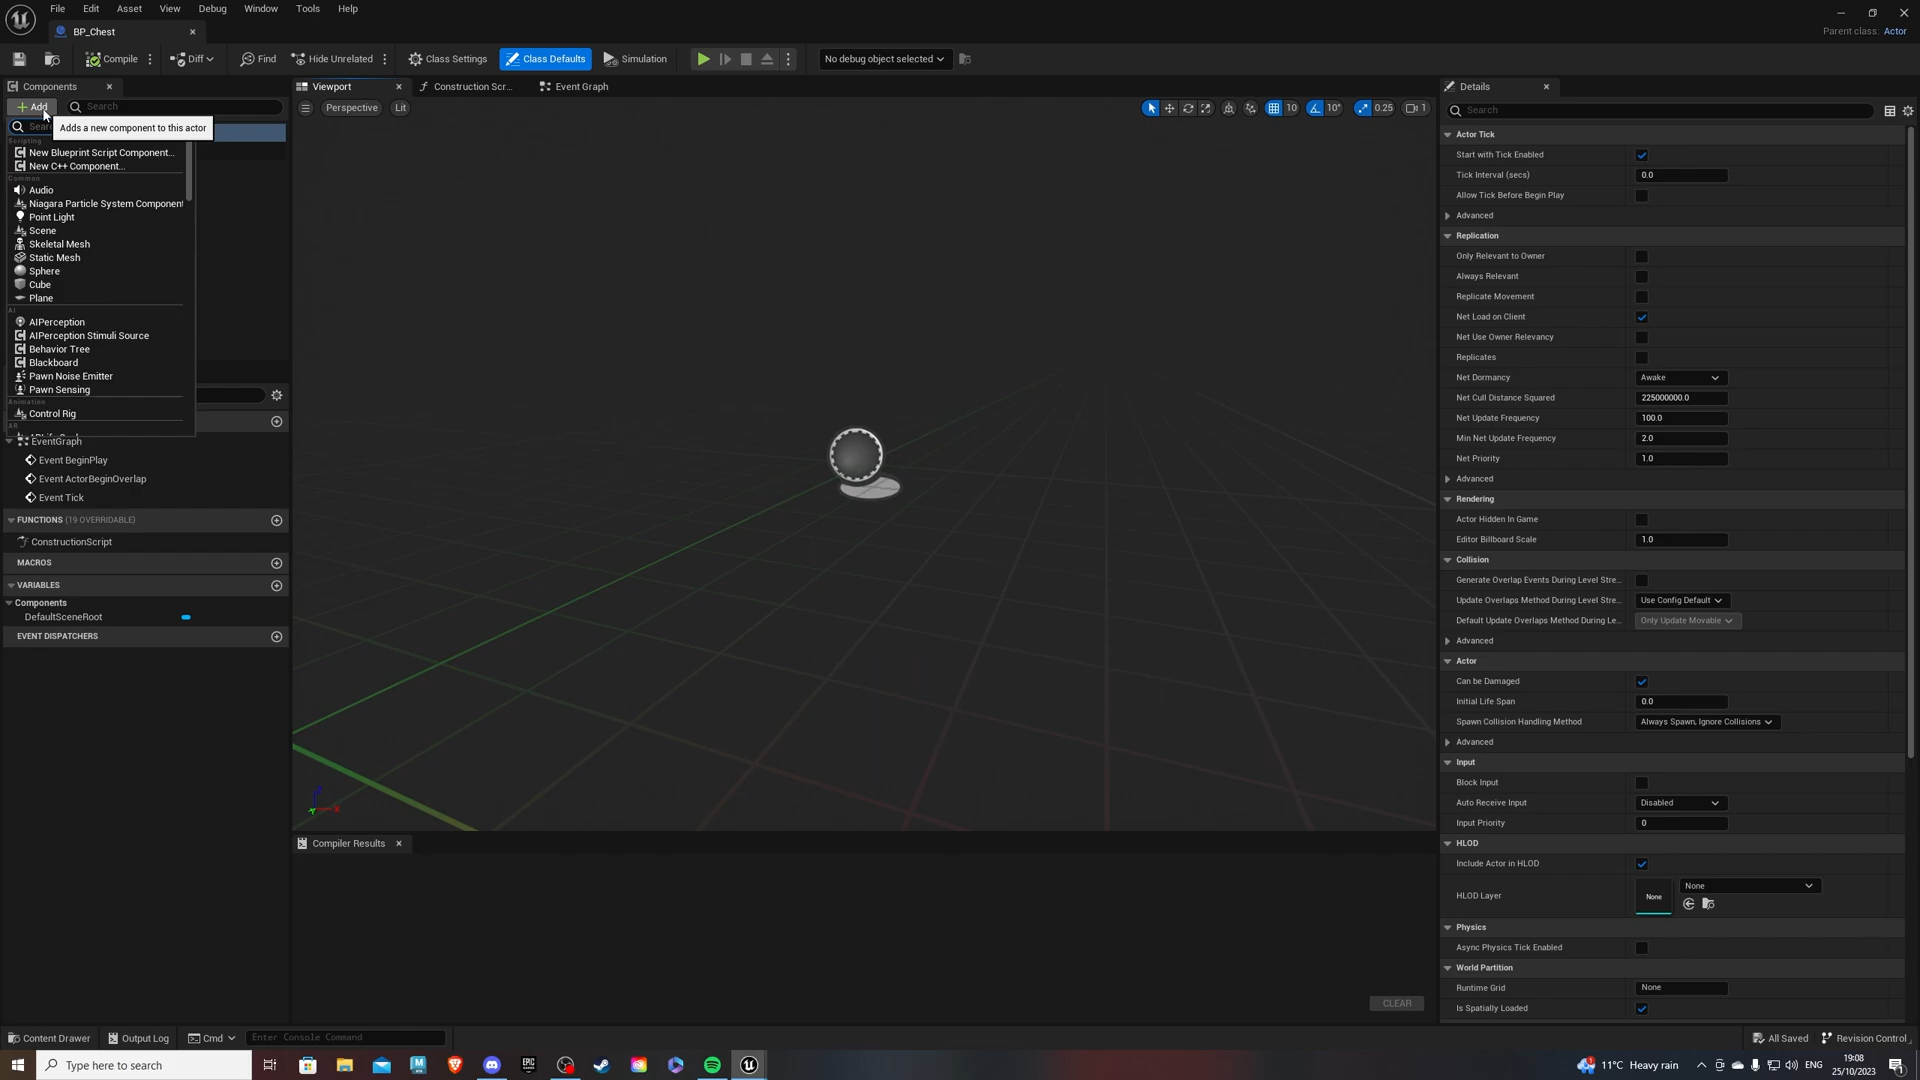 File Edit Asset View Debug Window Tools Help
BP_Chest
Parent class: Actor
Compile Diff Find Hide Unrelated Class Settings Class Defaults Simulation No debug object selected
Components
Viewport Construction Scr... Event Graph
Details
Add Search
Perspective Lit
10 10° 0.25 1
Search
Adds a new component to this actor
Scripting
New Blueprint Script Component...
New C++ Component...
Common
Audio
Niagara Particle System Component
Point Light
Scene
Skeletal Mesh
Static Mesh
Sphere
Cube
Plane
AI
AIPerception
AIPerception Stimuli Source
Behavior Tree
Blackboard
Pawn Noise Emitter
Pawn Sensing
Animation
Control Rig
AR
EventGraph
Event BeginPlay
Event ActorBeginOverlap
Event Tick
FUNCTIONS (19 OVERRIDABLE)
ConstructionScript
MACROS
VARIABLES
Components
DefaultSceneRoot
EVENT DISPATCHERS
Compiler Results
CLEAR
Actor Tick
Start with Tick Enabled
Tick Interval (secs) 0.0
Allow Tick Before Begin Play
Advanced
Replication
Only Relevant to Owner
Always Relevant
Replicate Movement
Net Load on Client
Net Use Owner Relevancy
Replicates
Net Dormancy Awake
Net Cull Distance Squared 225000000.0
Net Update Frequency 100.0
Min Net Update Frequency 2.0
Net Priority 1.0
Advanced
Rendering
Actor Hidden In Game
Editor Billboard Scale 1.0
Collision
Generate Overlap Events During Level Stre...
Update Overlaps Method During Level Stre... Use Config Default
Default Update Overlaps Method During Le... Only Update Movable
Advanced
Actor
Can be Damaged
Initial Life Span 0.0
Spawn Collision Handling Method Always Spawn, Ignore Collisions
Advanced
Input
Block Input
Auto Receive Input Disabled
Input Priority 0
HLOD
Include Actor in HLOD
HLOD Layer None None
Physics
Async Physics Tick Enabled
World Partition
Runtime Grid None
Is Spatially Loaded
Content Drawer Output Log Cmd Enter Console Command
All Saved Revision Control
Type here to search
11°C Heavy rain ENG 19:08
25/10/2023